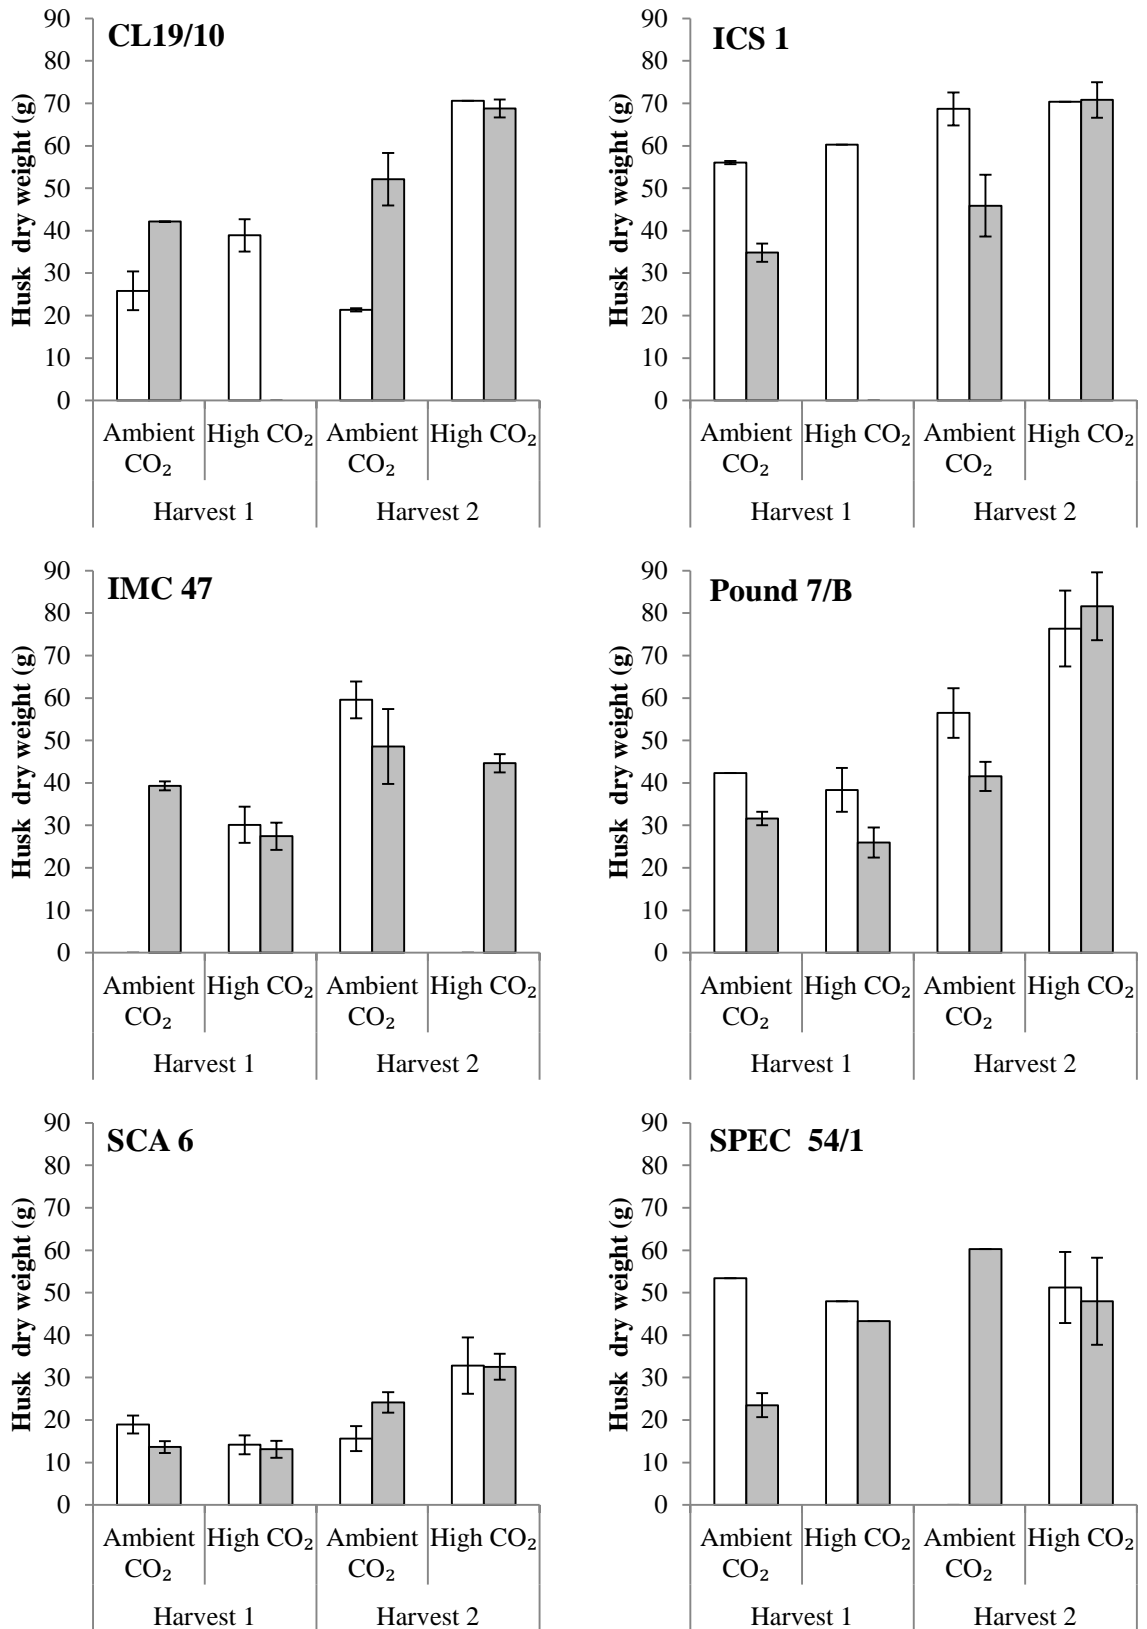 CL19/10
Husk dry weight (g)
90
80
70
60
50
40
30
20
10
0
Ambient CO₂
High CO₂
Ambient CO₂
High CO₂
Harvest 1
Harvest 2
ICS 1
Husk dry weight (g)
90
80
70
60
50
40
30
20
10
0
Ambient CO₂
High CO₂
Ambient CO₂
High CO₂
Harvest 1
Harvest 2
IMC 47
Husk dry weight (g)
90
80
70
60
50
40
30
20
10
0
Ambient CO₂
High CO₂
Ambient CO₂
High CO₂
Harvest 1
Harvest 2
Pound 7/B
Husk dry weight (g)
90
80
70
60
50
40
30
20
10
0
Ambient CO₂
High CO₂
Ambient CO₂
High CO₂
Harvest 1
Harvest 2
SCA 6
Husk dry weight (g)
90
80
70
60
50
40
30
20
10
0
Ambient CO₂
High CO₂
Ambient CO₂
High CO₂
Harvest 1
Harvest 2
SPEC 54/1
Husk dry weight (g)
90
80
70
60
50
40
30
20
10
0
Ambient CO₂
High CO₂
Ambient CO₂
High CO₂
Harvest 1
Harvest 2